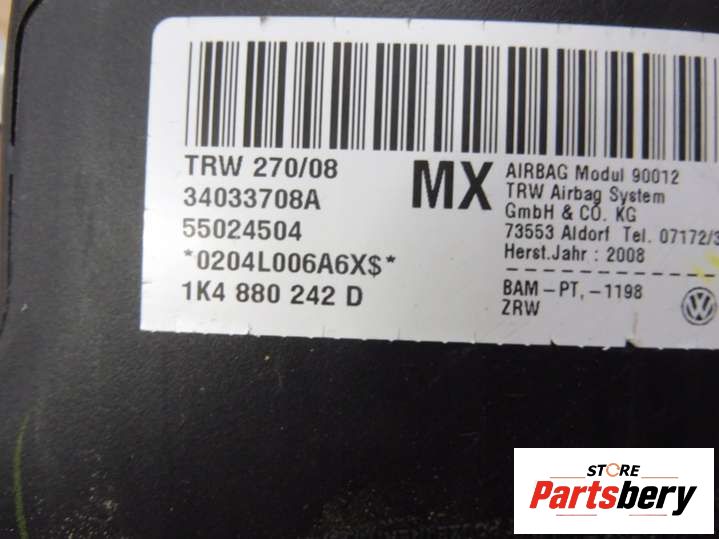 TRW 270/08
34033708A
55024504
*0204L006A6X$*
1K4 880 242 D
MX
AIRBAG Modul 90012
TRW Airbag System
GmbH & CO. KG
73553 Aldorf Tel. 07172/3
Herst.Jahr : 2008
BAM-PT,-1198
ZRW
STORE
Partsbery